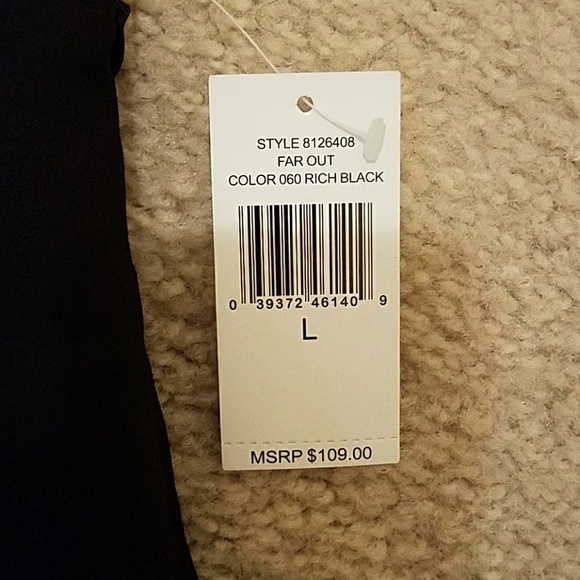 STYLE 8126408
FAR OUT
COLOR 060 RICH BLACK
0 39372 46140 9
L
MSRP $109.00